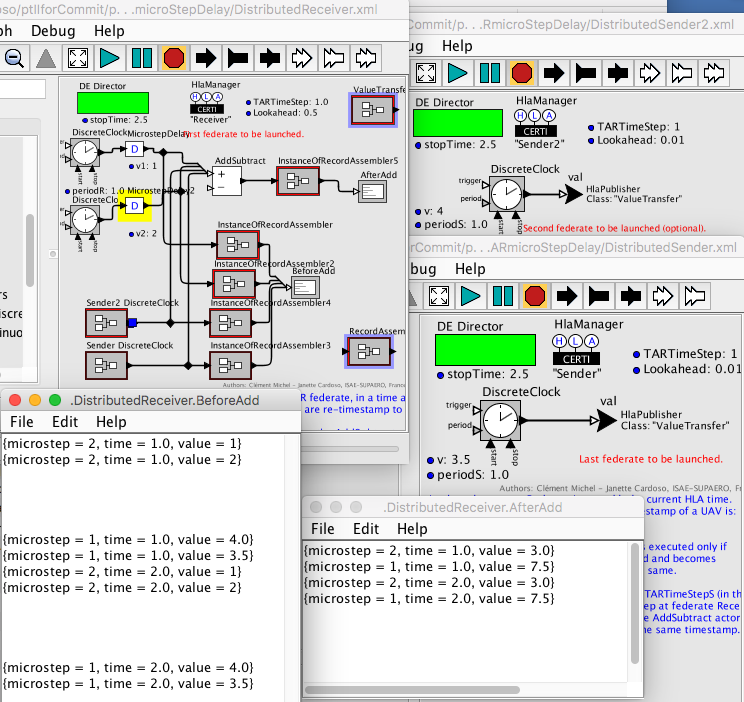 oso/ptIIforCommit/p. . .microStepDelay/DistributedReceiver.xml
ph Debug Help
DE Director
stopTime: 2.5
HlaManager
H L A
CERTI
"Receiver"
TARTimeStep: 1.0
Lookahead: 0.5
First federate to be launched.
ValueTransfe
DiscreteClock
MicrostepDelay
D
v1: 1
periodR: 1.0
MicrostepDelay2
DiscreteClo
D
v2: 2
start
stop
AddSubtract
+
−
InstanceOfRecordAssembler5
AfterAdd
InstanceOfRecordAssembler
InstanceOfRecordAssembler2
BeforeAdd
Sender2 DiscreteClock
InstanceOfRecordAssembler4
Sender DiscreteClock
InstanceOfRecordAssembler3
RecordAssem
Authors: Clément Michel - Janette Cardoso, ISAE-SUPAERO, France
R federate, in a time a
are re-timestamp to
Commit/p. . .RmicroStepDelay/DistributedSender2.xml
ug Help
DE Director
stopTime: 2.5
HlaManager
H L A
CERTI
"Sender2"
TARTimeStep: 1
Lookahead: 0.01
DiscreteClock
trigger
period
start
stop
val
HlaPublisher
Class: "ValueTransfer"
v: 4
periodS: 1.0
Second federate to be launched (optional).
rCommit/p. . .ARmicroStepDelay/DistributedSender.xml
bug Help
DE Director
stopTime: 2.5
HlaManager
H L A
CERTI
"Sender"
TARTimeStep: 1
Lookahead: 0.01
DiscreteClock
trigger
period
start
stop
val
HlaPublisher
Class: "ValueTransfer"
v: 3.5
periodS: 1.0
Last federate to be launched.
Authors: Clément Michel - Janette Cardoso, ISAE-SUPAERO, Fr
current HLA time.
estamp of a UAV is:
s executed only if
d and becomes
same.
TARTimeStepS (in th
ep at federate Rece
e AddSubtract actor
he same timestamp.
.DistributedReceiver.BeforeAdd
File Edit Help
{microstep = 2, time = 1.0, value = 1}
{microstep = 2, time = 1.0, value = 2}
{microstep = 1, time = 1.0, value = 4.0}
{microstep = 1, time = 1.0, value = 3.5}
{microstep = 2, time = 2.0, value = 1}
{microstep = 2, time = 2.0, value = 2}
{microstep = 1, time = 2.0, value = 4.0}
{microstep = 1, time = 2.0, value = 3.5}
.DistributedReceiver.AfterAdd
File Edit Help
{microstep = 2, time = 1.0, value = 3.0}
{microstep = 1, time = 1.0, value = 7.5}
{microstep = 2, time = 2.0, value = 3.0}
{microstep = 1, time = 2.0, value = 7.5}